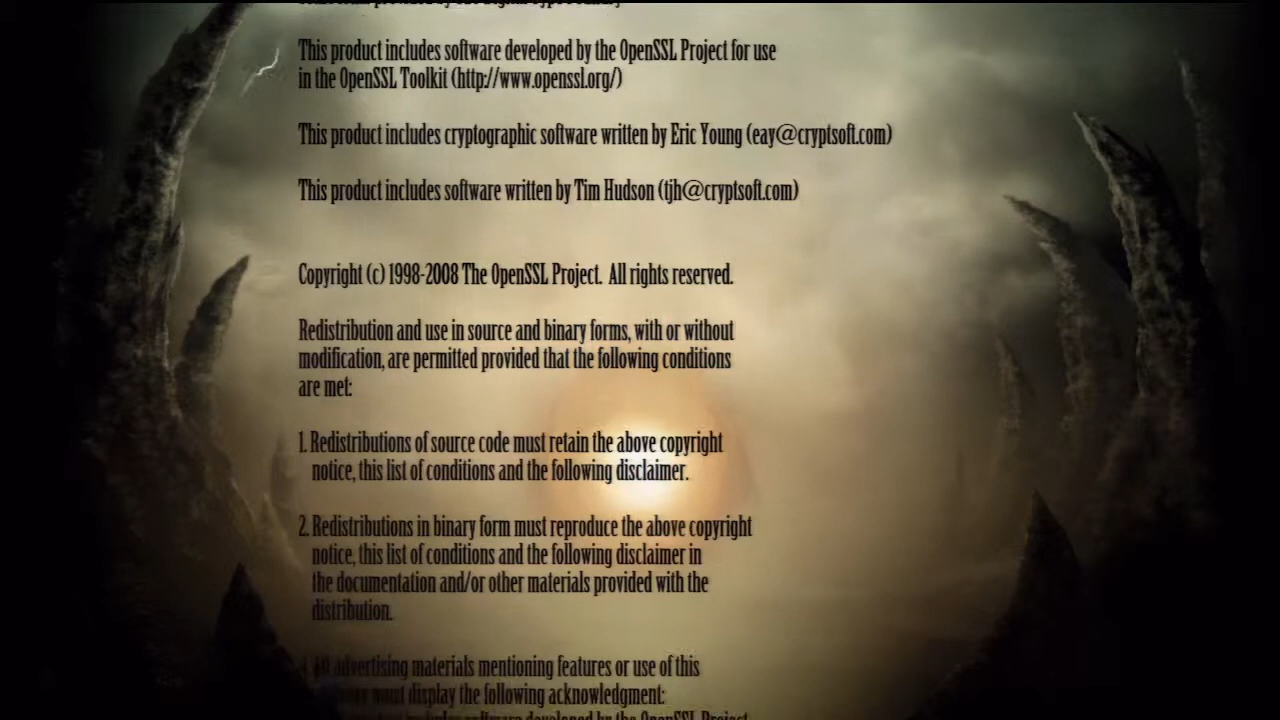 This product includes software developed by the OpenSSL Project for use
in the OpenSSL Toolkit (http://www.openssl.org/)
This product includes cryptographic software written by Eric Young (eay@cryptsoft.com)
This product includes software written by Tim Hudson (tjh@cryptsoft.com)
Copyright (c) 1998-2008 The OpenSSL Project. All rights reserved.
Redistribution and use in source and binary forms, with or without
modification, are permitted provided that the following conditions
are met:
1. Redistributions of source code must retain the above copyright
notice, this list of conditions and the following disclaimer.
2. Redistributions in binary form must reproduce the above copyright
notice, this list of conditions and the following disclaimer in
the documentation and/or other materials provided with the
distribution.
All advertising materials mentioning features or use of this
must display the following acknowledgment:
software developed by the OpenSSL Project